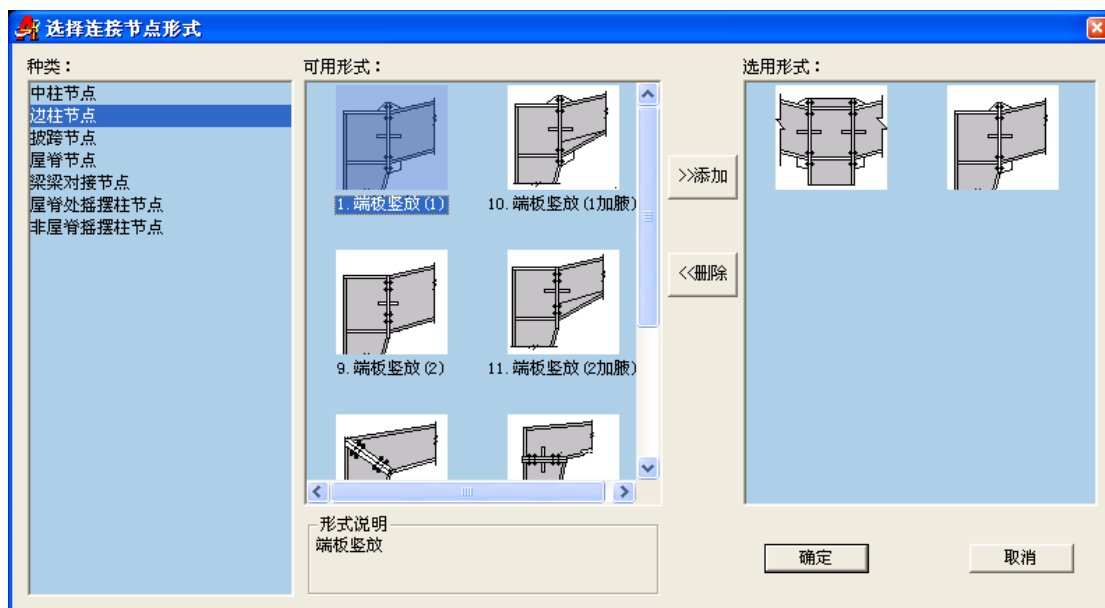 选择连接节点形式
种类：
中柱节点
边柱节点
披跨节点
屋脊节点
梁梁对接节点
屋脊处摇摆柱节点
非屋脊摇摆柱节点
可用形式：
1.端板竖放(1)
10.端板竖放(1加腋)
9.端板竖放(2)
11.端板竖放(2加腋)
形式说明
端板竖放
>>添加
<<删除
选用形式：
确定
取消